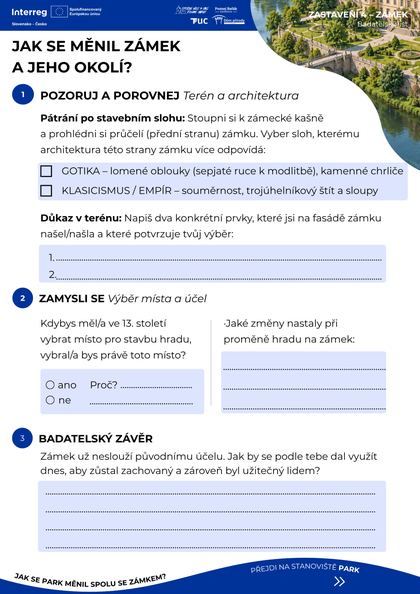 Interreg
Spolufinancovaný
Evropskou unií
Slovensko – Česko
TUC
ZASTAVENÍ 4 – ZÁMEK
Badatelský list
JAK SE MĚNIL ZÁMEK
A JEHO OKOLÍ?
1 POZORUJ A POROVNEJ Terén a architektura
Pátrání po stavebním slohu: Stoupni si k zámecké kašně
a prohlédni si průčelí (přední stranu) zámku. Vyber sloh, kterému
architektura této strany zámku více odpovídá:
GOTIKA – lomené oblouky (sepjaté ruce k modlitbě), kamenné chrliče
KLASICISMUS / EMPÍR – souměrnost, trojúhelníkový štít a sloupy
Důkaz v terénu: Napiš dva konkrétní prvky, které jsi na fasádě zámku
našel/našla a které potvrzuje tvůj výběr:
1.
2.
2 ZAMYSLI SE Výběr místa a účel
Kdybys měl/a ve 13. století
vybrat místo pro stavbu hradu,
vybral/a bys právě toto místo?
ano Proč?
ne
·Jaké změny nastaly při
proměně hradu na zámek:
3 BADATELSKÝ ZÁVĚR
Zámek už neslouží původnímu účelu. Jak by se podle tebe dal využít
dnes, aby zůstal zachovaný a zároveň byl užitečný lidem?
JAK SE PARK MĚNIL SPOLU SE ZÁMKEM?
PŘEJDI NA STANOVIŠTĚ PARK